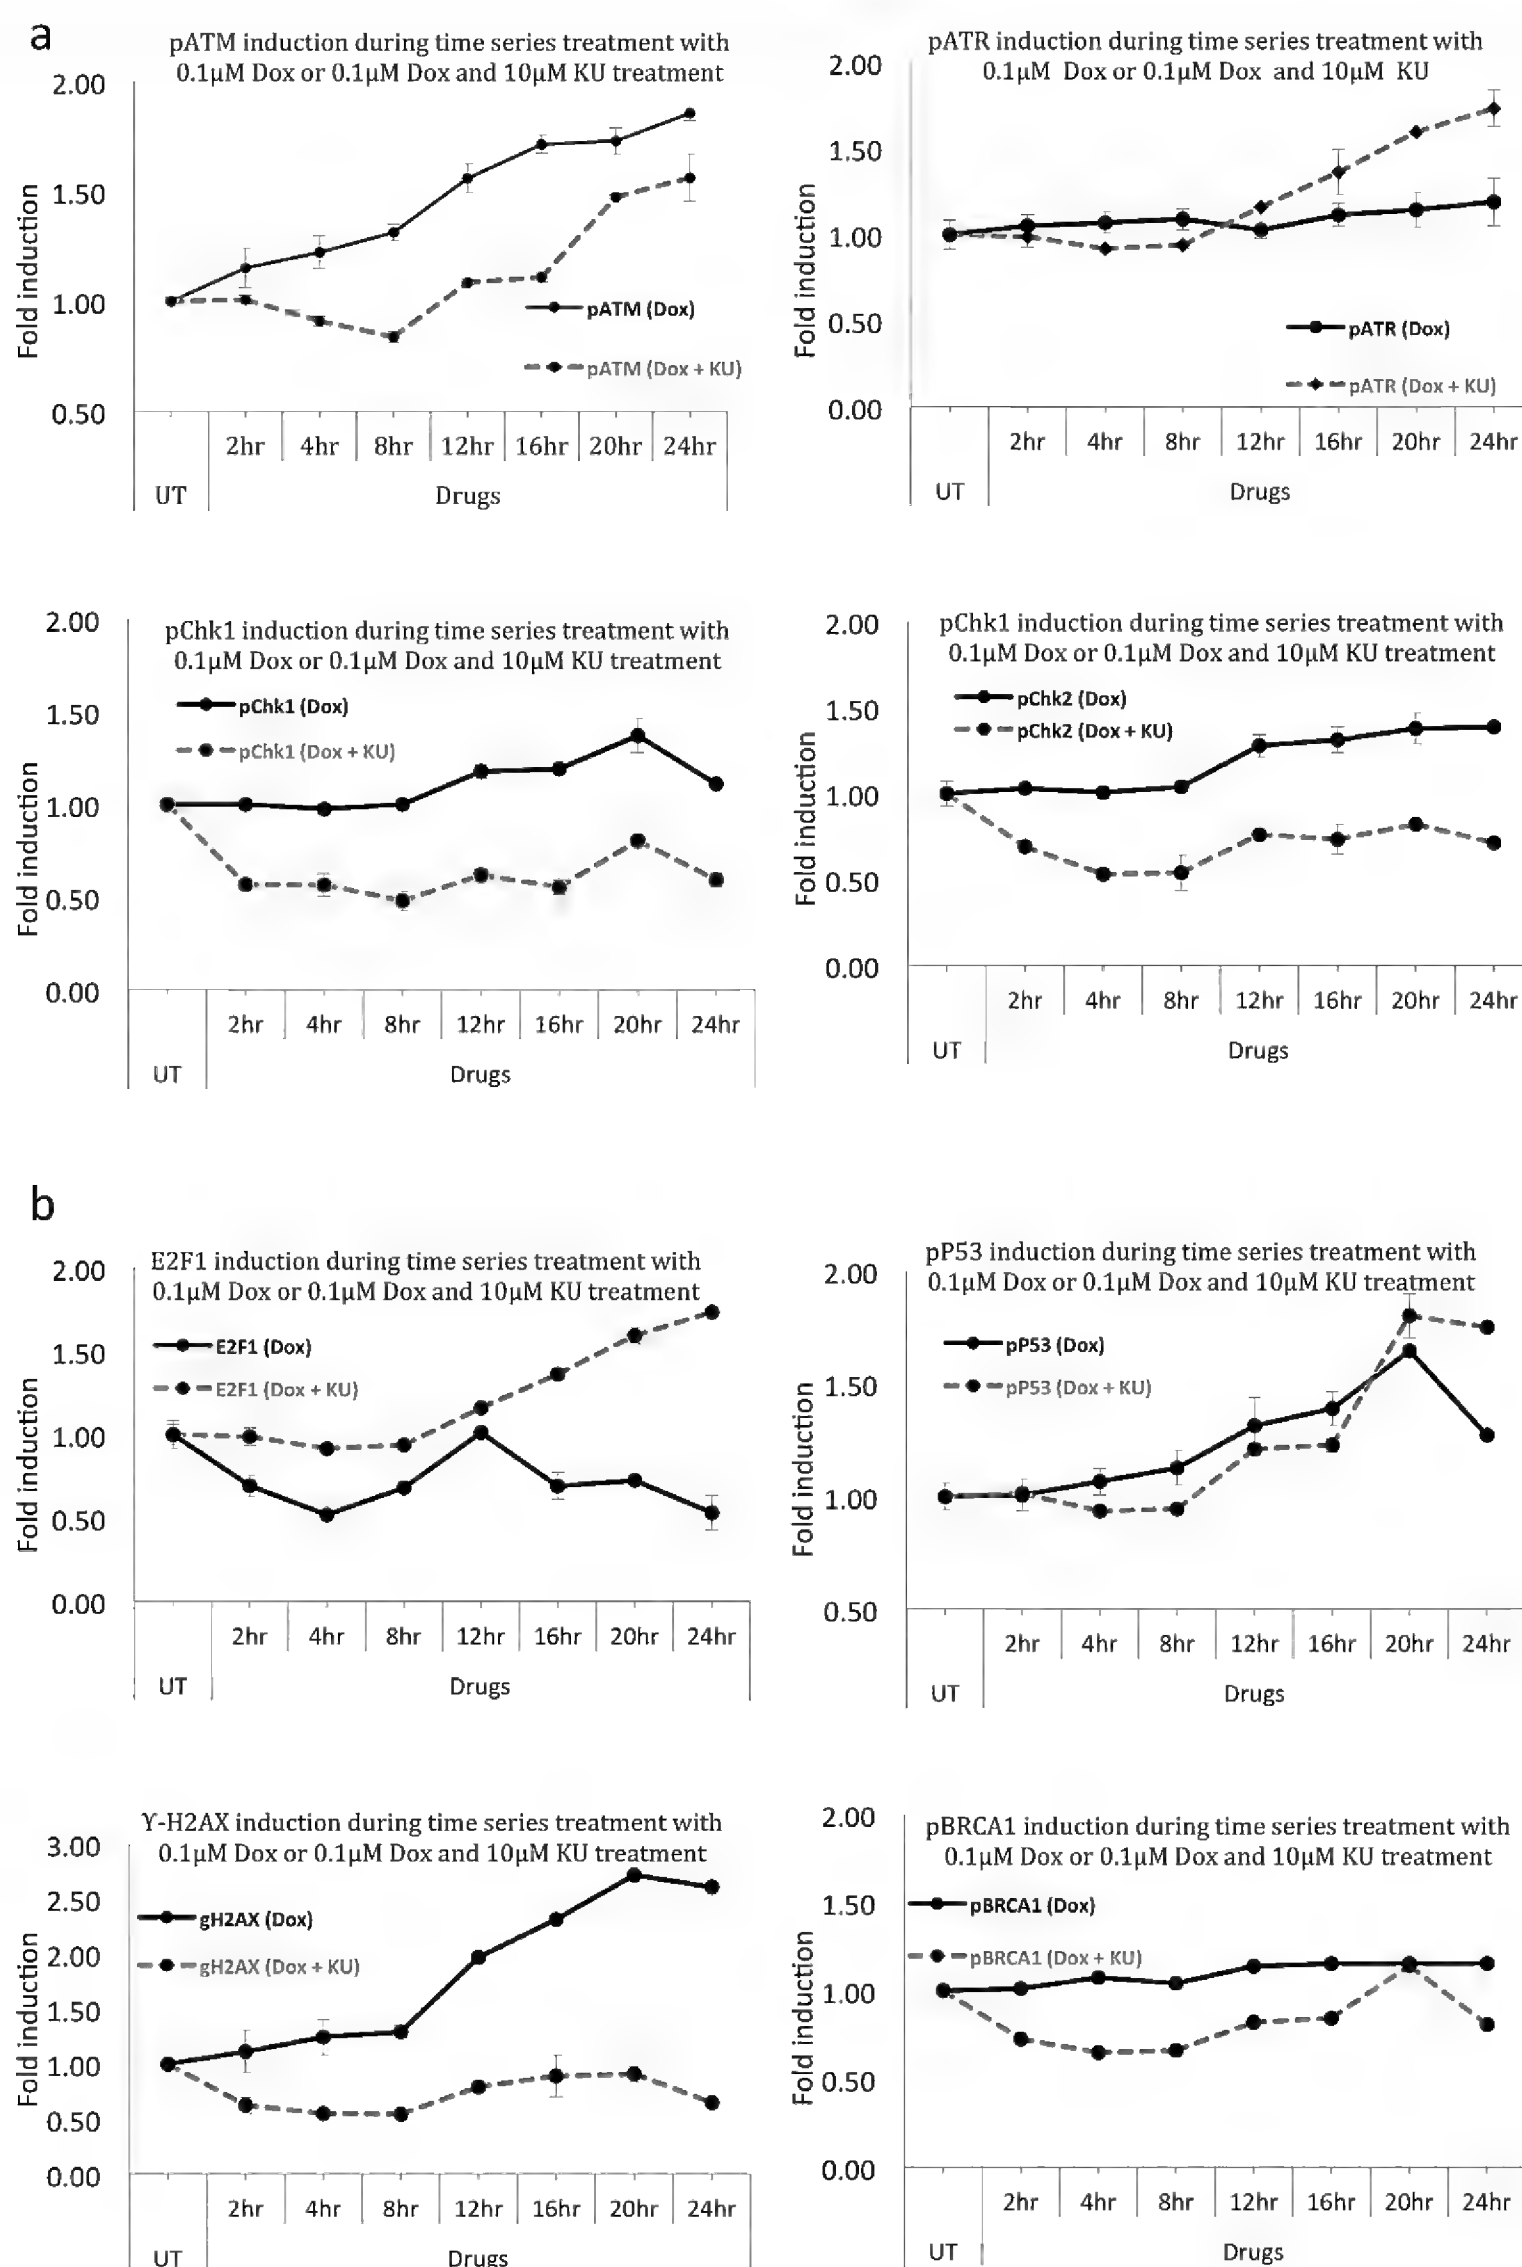 a
pATM induction during time series treatment with
0.1µM Dox or 0.1µM Dox and 10µM KU treatment
2.00
1.50
1.00
0.50
Fold induction
pATM (Dox)
pATM (Dox + KU)
2hr 4hr 8hr 12hr 16hr 20hr 24hr
UT Drugs
pATR induction during time series treatment with
0.1µM Dox or 0.1µM Dox and 10µM KU
2.00
1.50
1.00
0.50
0.00
Fold induction
pATR (Dox)
pATR (Dox + KU)
2hr 4hr 8hr 12hr 16hr 20hr 24hr
UT Drugs
pChk1 induction during time series treatment with
0.1µM Dox or 0.1µM Dox and 10µM KU treatment
2.00
1.50
1.00
0.50
0.00
Fold induction
pChk1 (Dox)
pChk1 (Dox + KU)
2hr 4hr 8hr 12hr 16hr 20hr 24hr
UT Drugs
pChk1 induction during time series treatment with
0.1µM Dox or 0.1µM Dox and 10µM KU treatment
2.00
1.50
1.00
0.50
0.00
Fold induction
pChk2 (Dox)
pChk2 (Dox + KU)
2hr 4hr 8hr 12hr 16hr 20hr 24hr
UT Drugs
b
E2F1 induction during time series treatment with
0.1µM Dox or 0.1µM Dox and 10µM KU treatment
2.00
1.50
1.00
0.50
0.00
Fold induction
E2F1 (Dox)
E2F1 (Dox + KU)
2hr 4hr 8hr 12hr 16hr 20hr 24hr
UT Drugs
pP53 induction during time series treatment with
0.1µM Dox or 0.1µM Dox and 10µM KU treatment
2.00
1.50
1.00
0.50
Fold induction
pP53 (Dox)
pP53 (Dox + KU)
2hr 4hr 8hr 12hr 16hr 20hr 24hr
UT Drugs
ϒ-H2AX induction during time series treatment with
0.1µM Dox or 0.1µM Dox and 10µM KU treatment
3.00
2.50
2.00
1.50
1.00
0.50
0.00
Fold induction
gH2AX (Dox)
gH2AX (Dox + KU)
2hr 4hr 8hr 12hr 16hr 20hr 24hr
UT Drugs
pBRCA1 induction during time series treatment with
0.1µM Dox or 0.1µM Dox and 10µM KU treatment
2.00
1.50
1.00
0.50
0.00
Fold induction
pBRCA1 (Dox)
pBRCA1 (Dox + KU)
2hr 4hr 8hr 12hr 16hr 20hr 24hr
UT Drugs